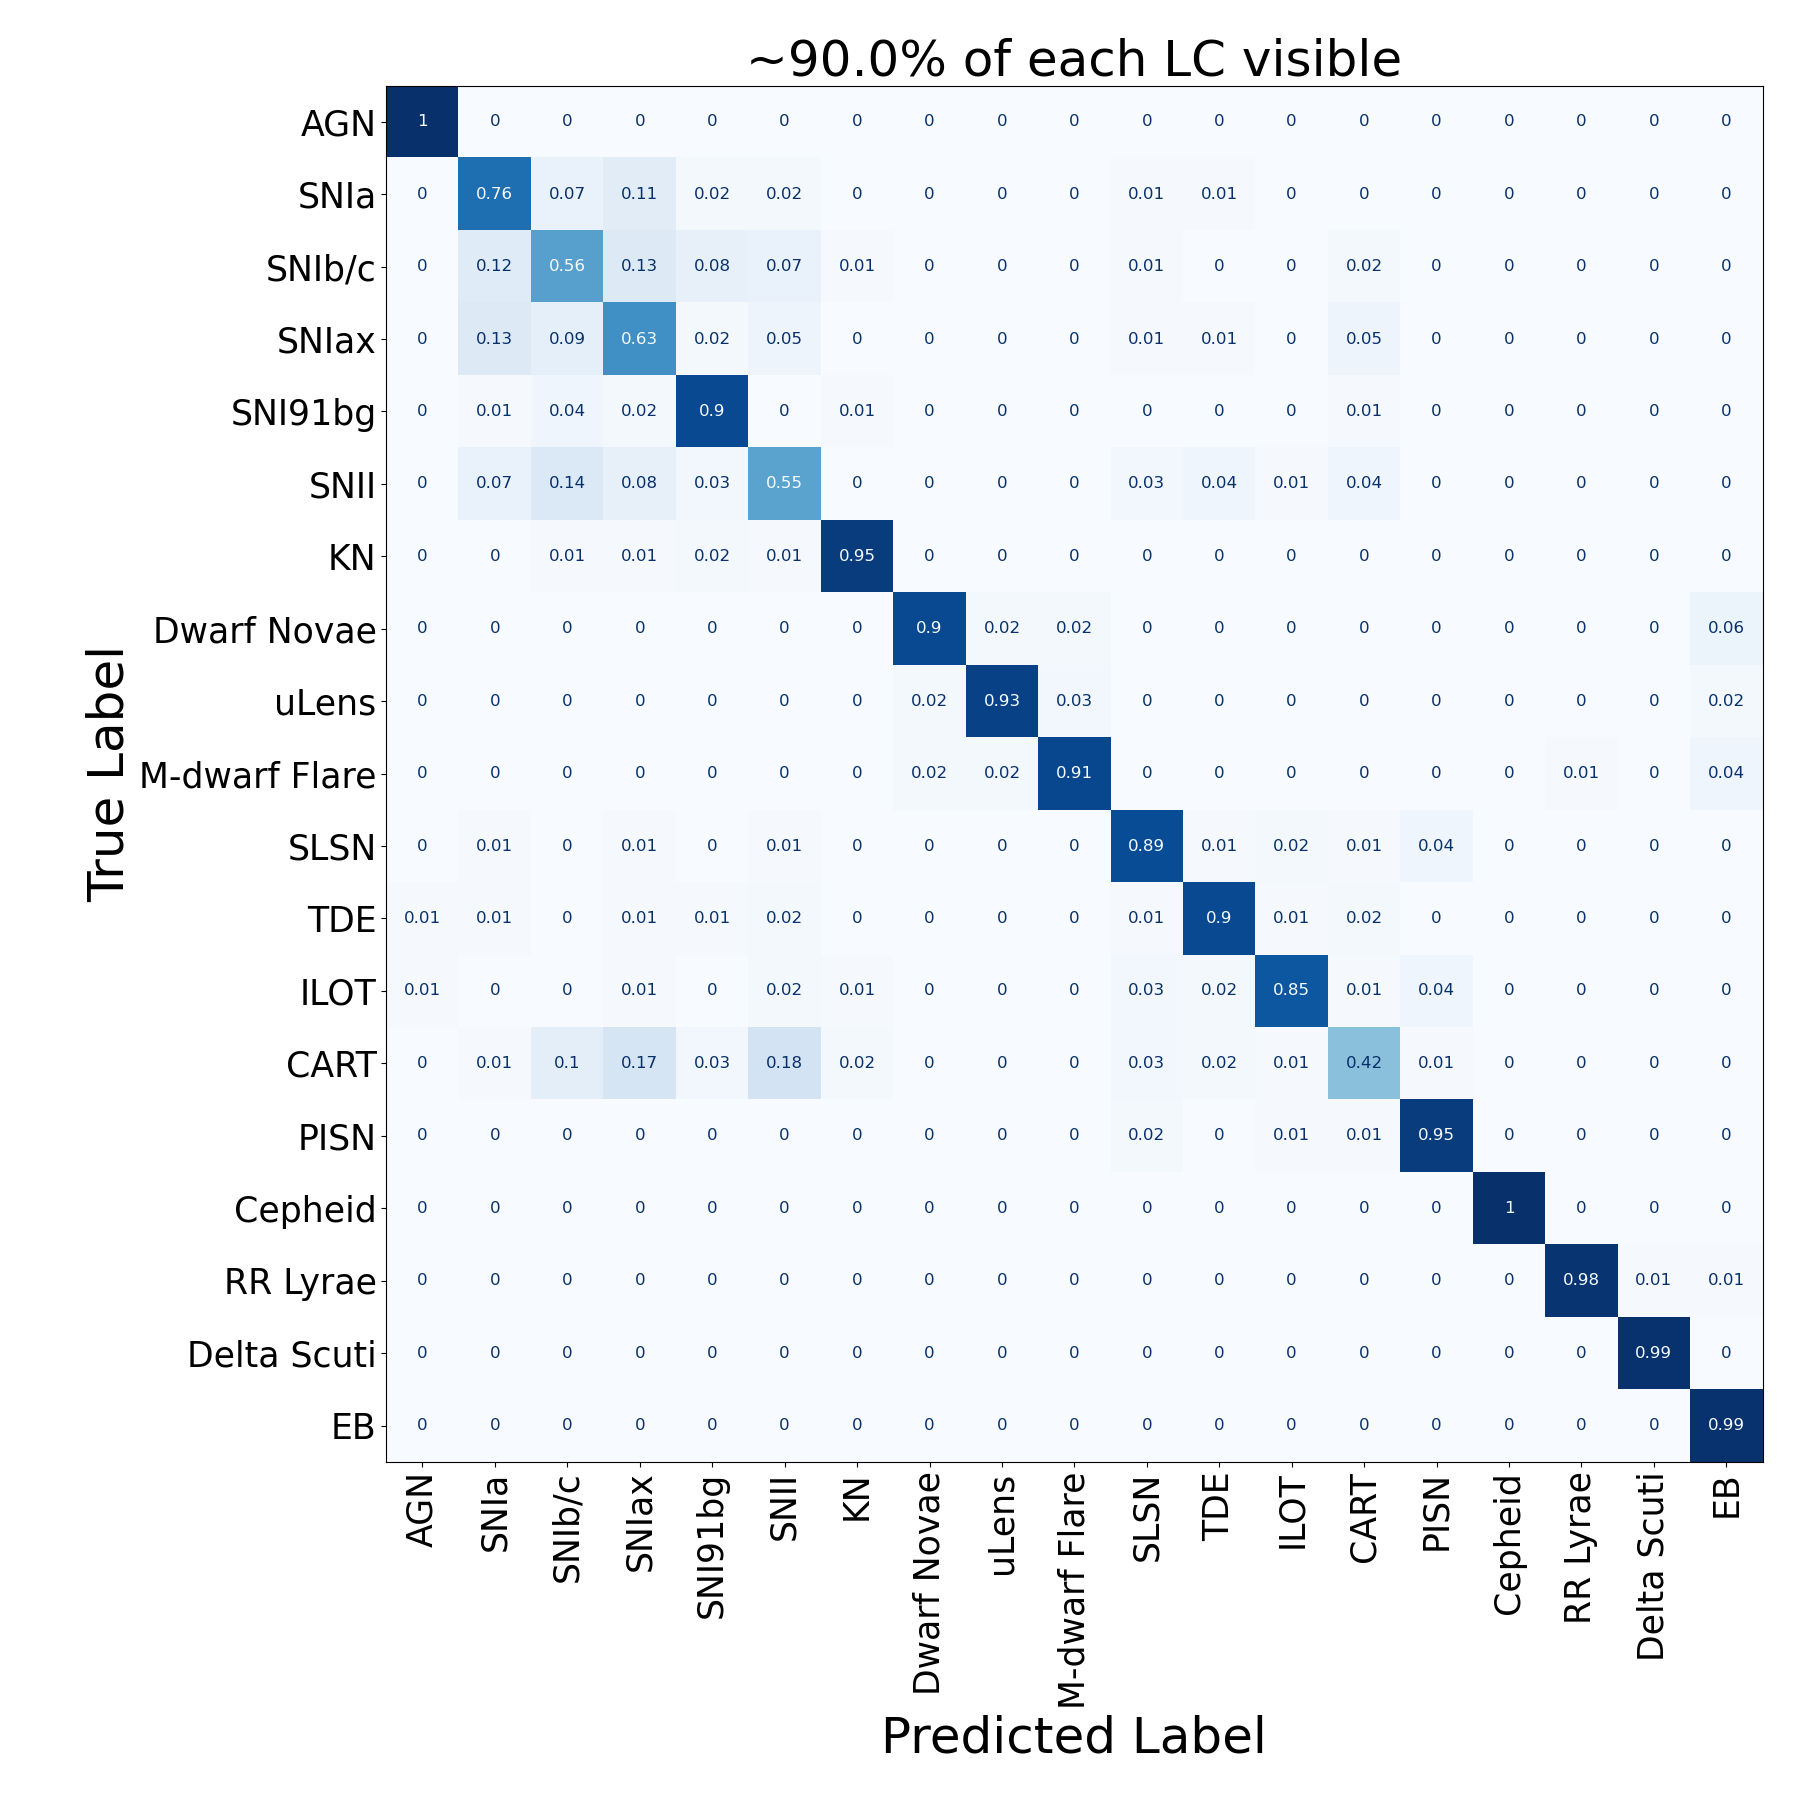 ~90.0% of each LC visible
AGN 1 0 0 0 0 0 0 0 0 0 0 0 0 0 0 0 0 0 0
SNIa 0 0.76 0.07 0.11 0.02 0.02 0 0 0 0 0.01 0.01 0 0 0 0 0 0 0
SNIb/c 0 0.12 0.56 0.13 0.08 0.07 0.01 0 0 0 0.01 0 0 0.02 0 0 0 0 0
SNIax 0 0.13 0.09 0.63 0.02 0.05 0 0 0 0 0.01 0.01 0 0.05 0 0 0 0 0
SNI91bg 0 0.01 0.04 0.02 0.9 0 0.01 0 0 0 0 0 0 0.01 0 0 0 0 0
SNII 0 0.07 0.14 0.08 0.03 0.55 0 0 0 0 0.03 0.04 0.01 0.04 0 0 0 0 0
KN 0 0 0.01 0.01 0.02 0.01 0.95 0 0 0 0 0 0 0 0 0 0 0 0
Dwarf Novae 0 0 0 0 0 0 0 0.9 0.02 0.02 0 0 0 0 0 0 0 0 0.06
uLens 0 0 0 0 0 0 0 0.02 0.93 0.03 0 0 0 0 0 0 0 0 0.02
M-dwarf Flare 0 0 0 0 0 0 0 0.02 0.02 0.91 0 0 0 0 0 0 0.01 0 0.04
SLSN 0 0.01 0 0.01 0 0.01 0 0 0 0 0.89 0.01 0.02 0.01 0.04 0 0 0 0
TDE 0.01 0.01 0 0.01 0.01 0.02 0 0 0 0 0.01 0.9 0.01 0.02 0 0 0 0 0
ILOT 0.01 0 0 0.01 0 0.02 0.01 0 0 0 0.03 0.02 0.85 0.01 0.04 0 0 0 0
CART 0 0.01 0.1 0.17 0.03 0.18 0.02 0 0 0 0.03 0.02 0.01 0.42 0.01 0 0 0 0
PISN 0 0 0 0 0 0 0 0 0 0 0.02 0 0.01 0.01 0.95 0 0 0 0
Cepheid 0 0 0 0 0 0 0 0 0 0 0 0 0 0 0 1 0 0 0
RR Lyrae 0 0 0 0 0 0 0 0 0 0 0 0 0 0 0 0 0.98 0.01 0.01
Delta Scuti 0 0 0 0 0 0 0 0 0 0 0 0 0 0 0 0 0 0.99 0
EB 0 0 0 0 0 0 0 0 0 0 0 0 0 0 0 0 0 0 0.99
True Label
AGN
SNIa
SNIb/c
SNIax
SNI91bg
SNII
KN
Dwarf Novae
uLens
M-dwarf Flare
SLSN
TDE
ILOT
CART
PISN
Cepheid
RR Lyrae
Delta Scuti
EB
Predicted Label